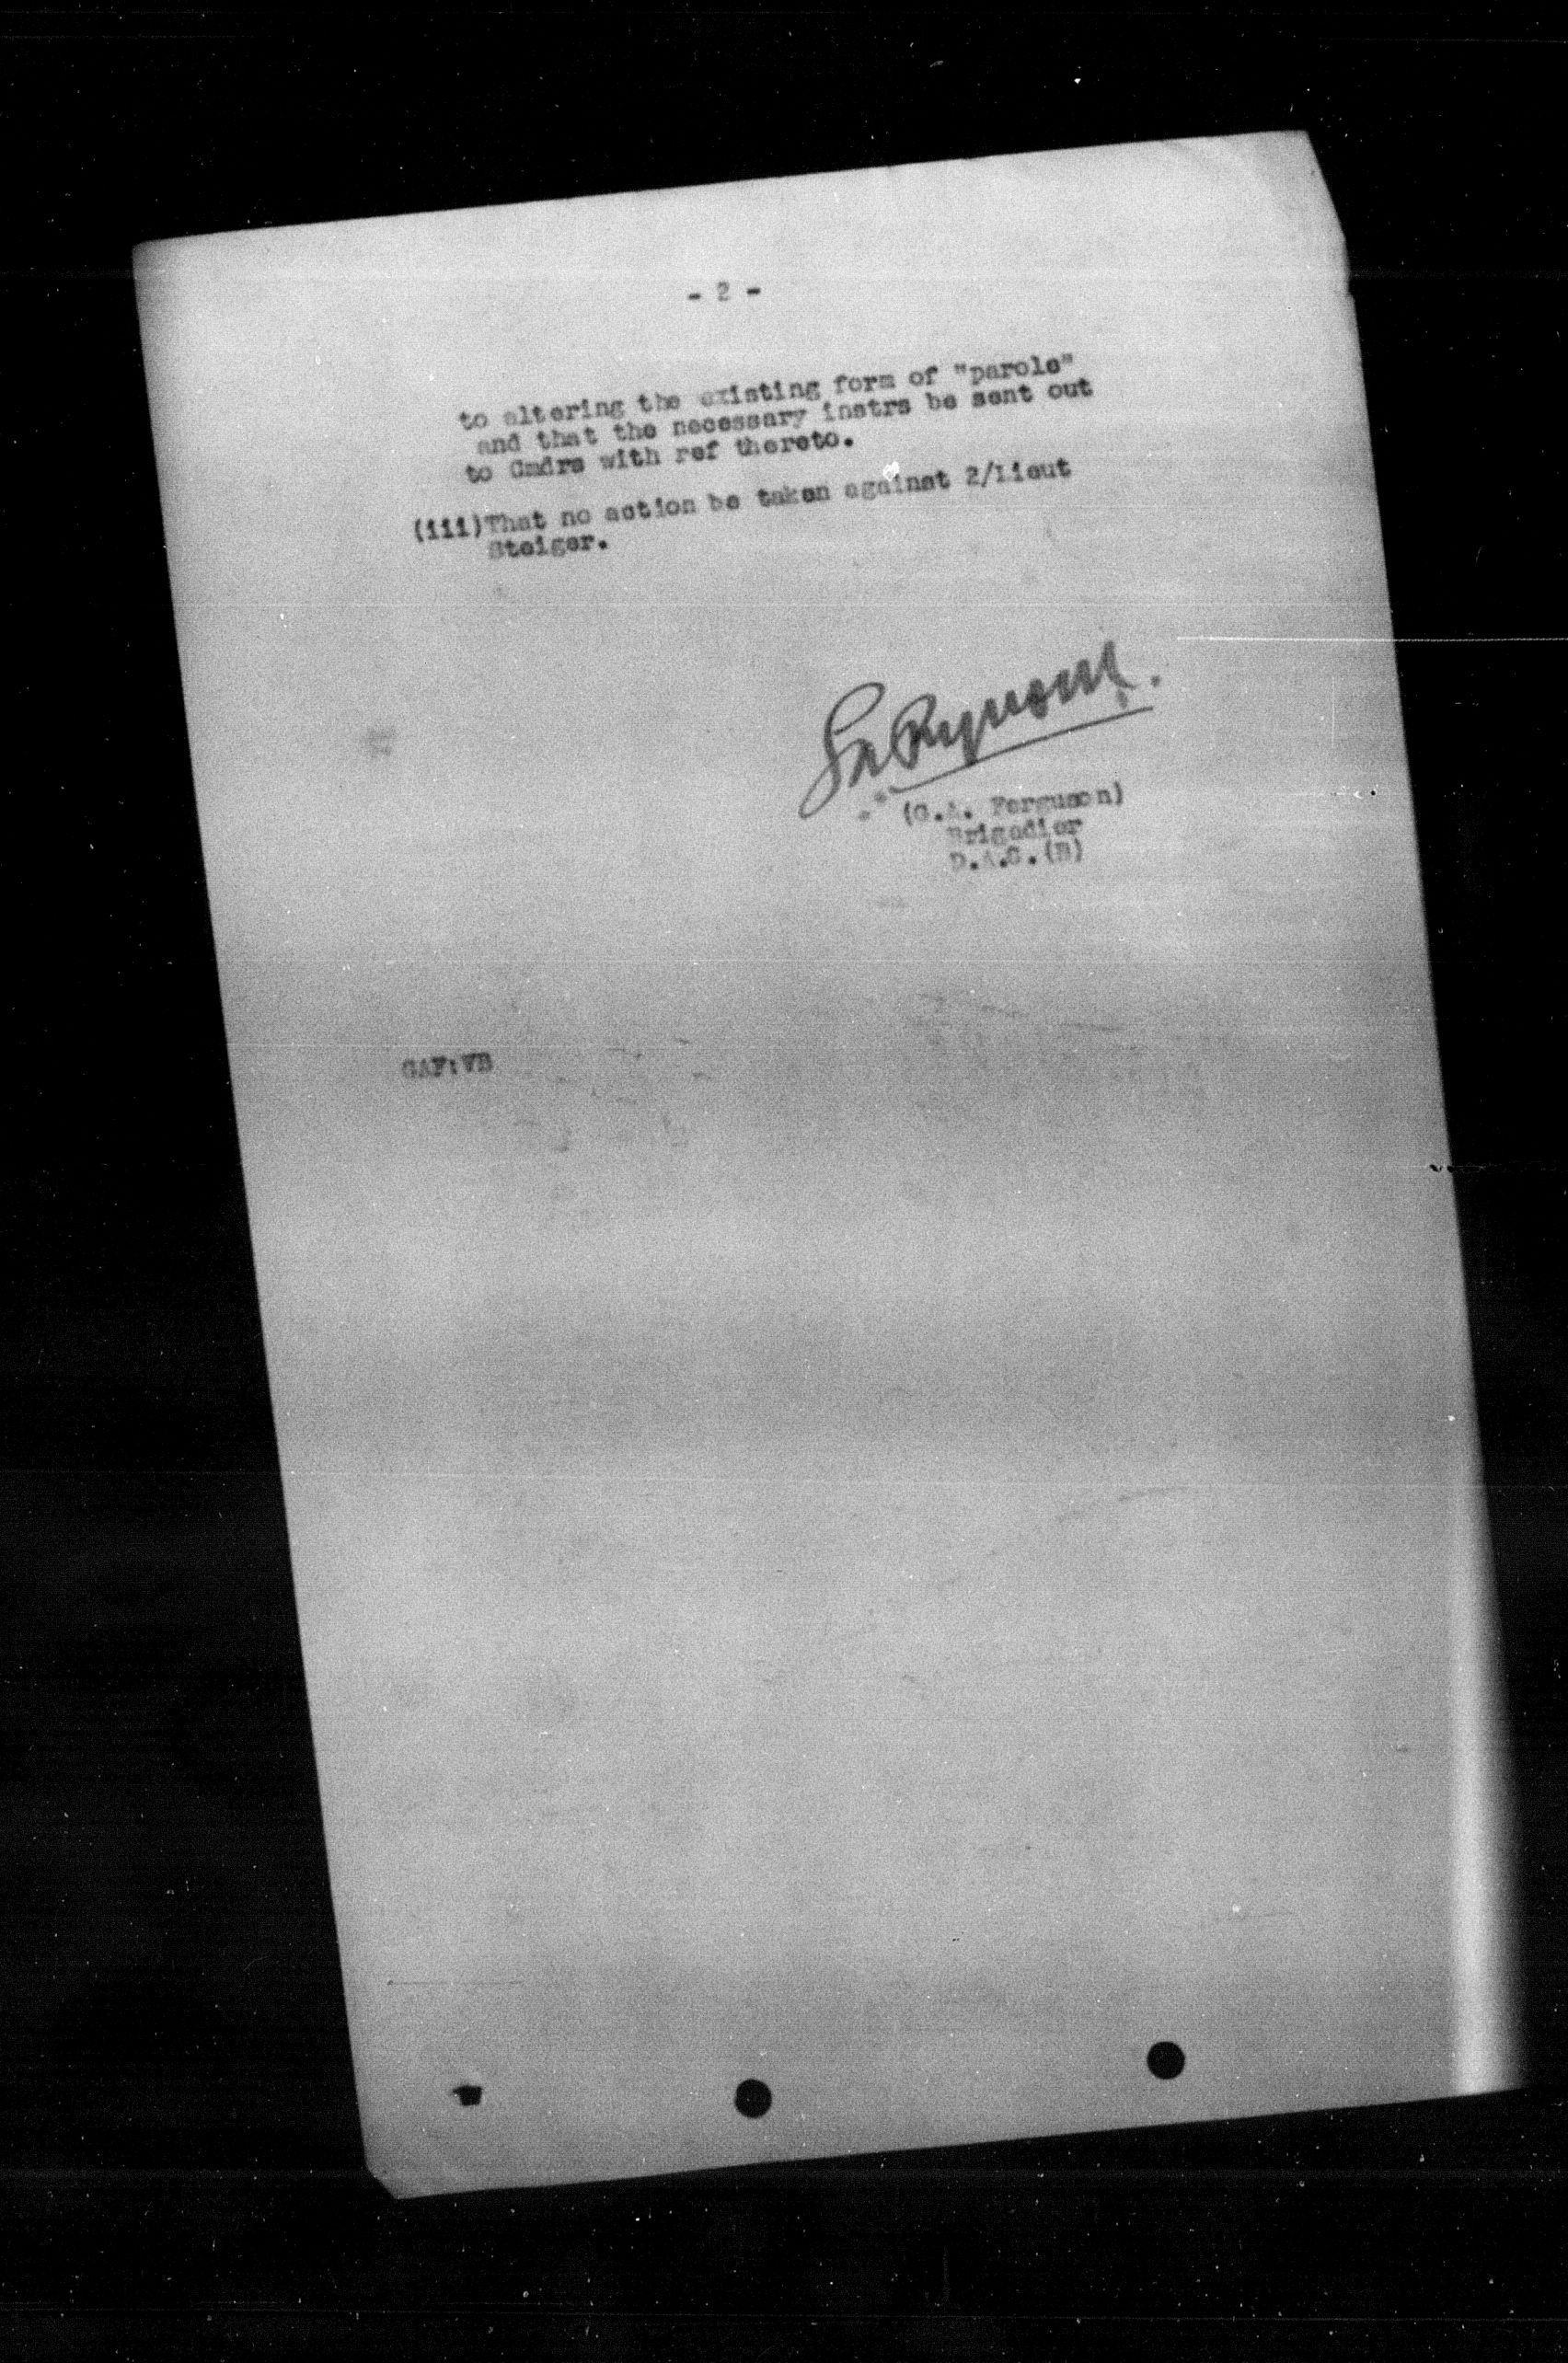 - 2 -
to altering the existing form of "parole"
and that the necessary instrs be sent out
to Cmdrs with ref thereto.
(iii)That no action be taken against 2/Lieut
Steiger.
(G.A. Ferguson)
Brigadier
D.A.G.(B)
GAF:VB